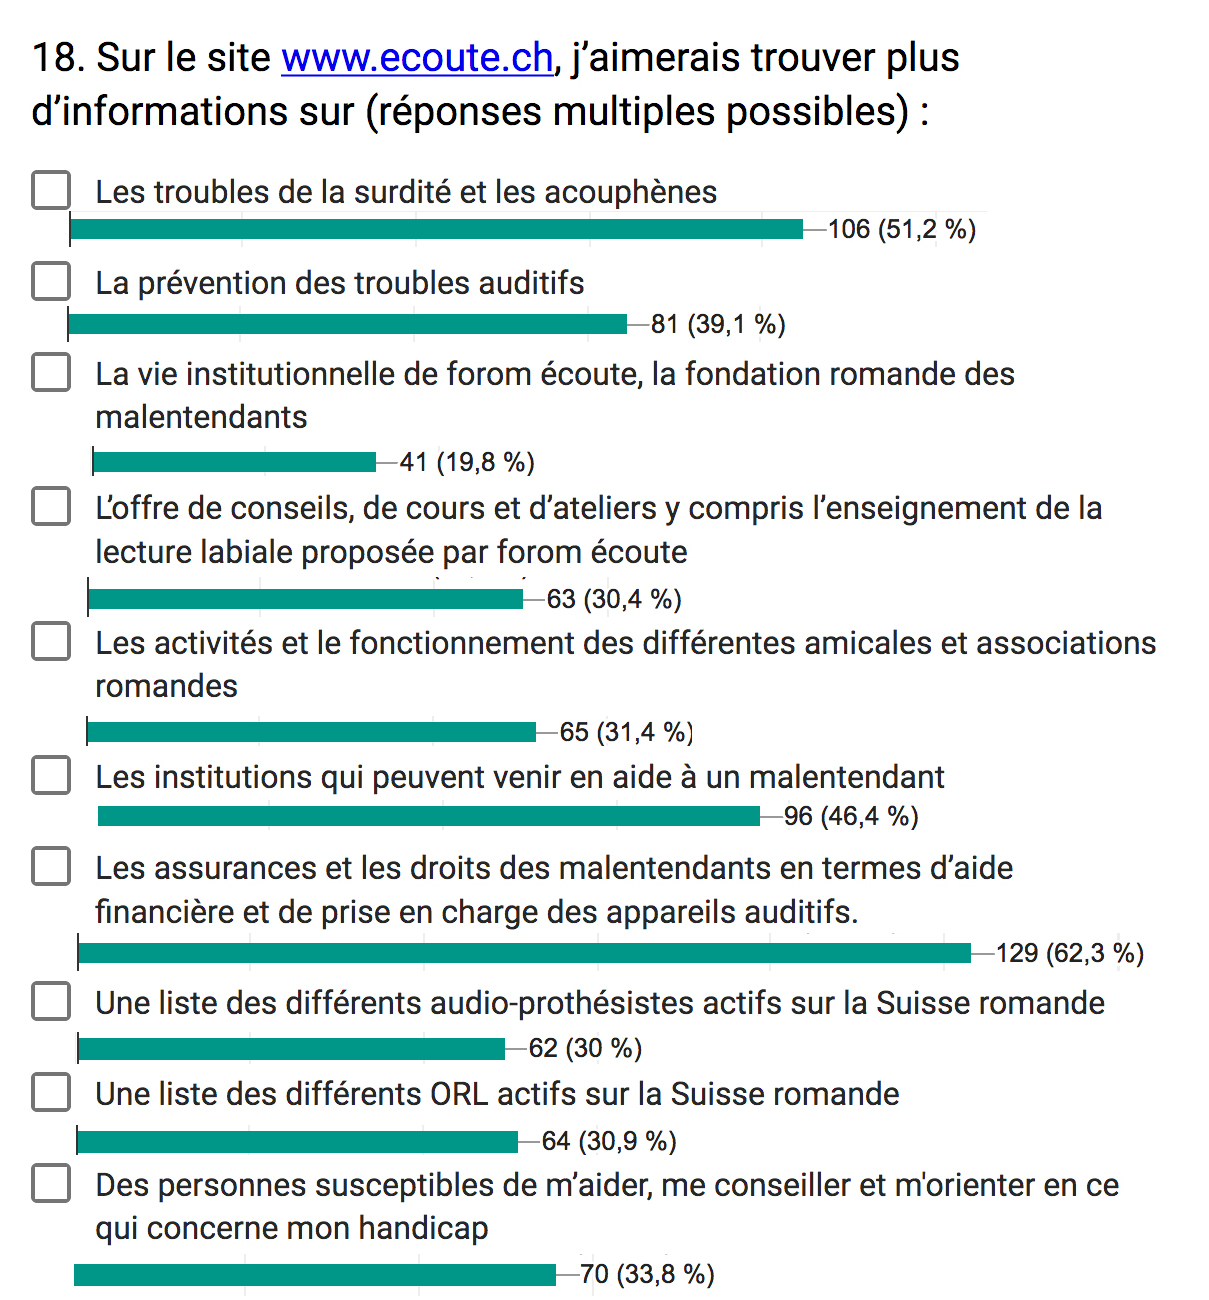 18. Sur le site www.ecoute.ch, j’aimerais trouver plus
d’informations sur (réponses multiples possibles) :
Les troubles de la surdité et les acouphènes
106 (51,2 %)
La prévention des troubles auditifs
81 (39,1 %)
La vie institutionnelle de forom écoute, la fondation romande des
malentendants
41 (19,8 %)
L’offre de conseils, de cours et d’ateliers y compris l’enseignement de la
lecture labiale proposée par forom écoute
63 (30,4 %)
Les activités et le fonctionnement des différentes amicales et associations
romandes
65 (31,4 %)
Les institutions qui peuvent venir en aide à un malentendant
96 (46,4 %)
Les assurances et les droits des malentendants en termes d’aide
financière et de prise en charge des appareils auditifs.
129 (62,3 %)
Une liste des différents audio-prothésistes actifs sur la Suisse romande
62 (30 %)
Une liste des différents ORL actifs sur la Suisse romande
64 (30,9 %)
Des personnes susceptibles de m’aider, me conseiller et m'orienter en ce
qui concerne mon handicap
70 (33,8 %)